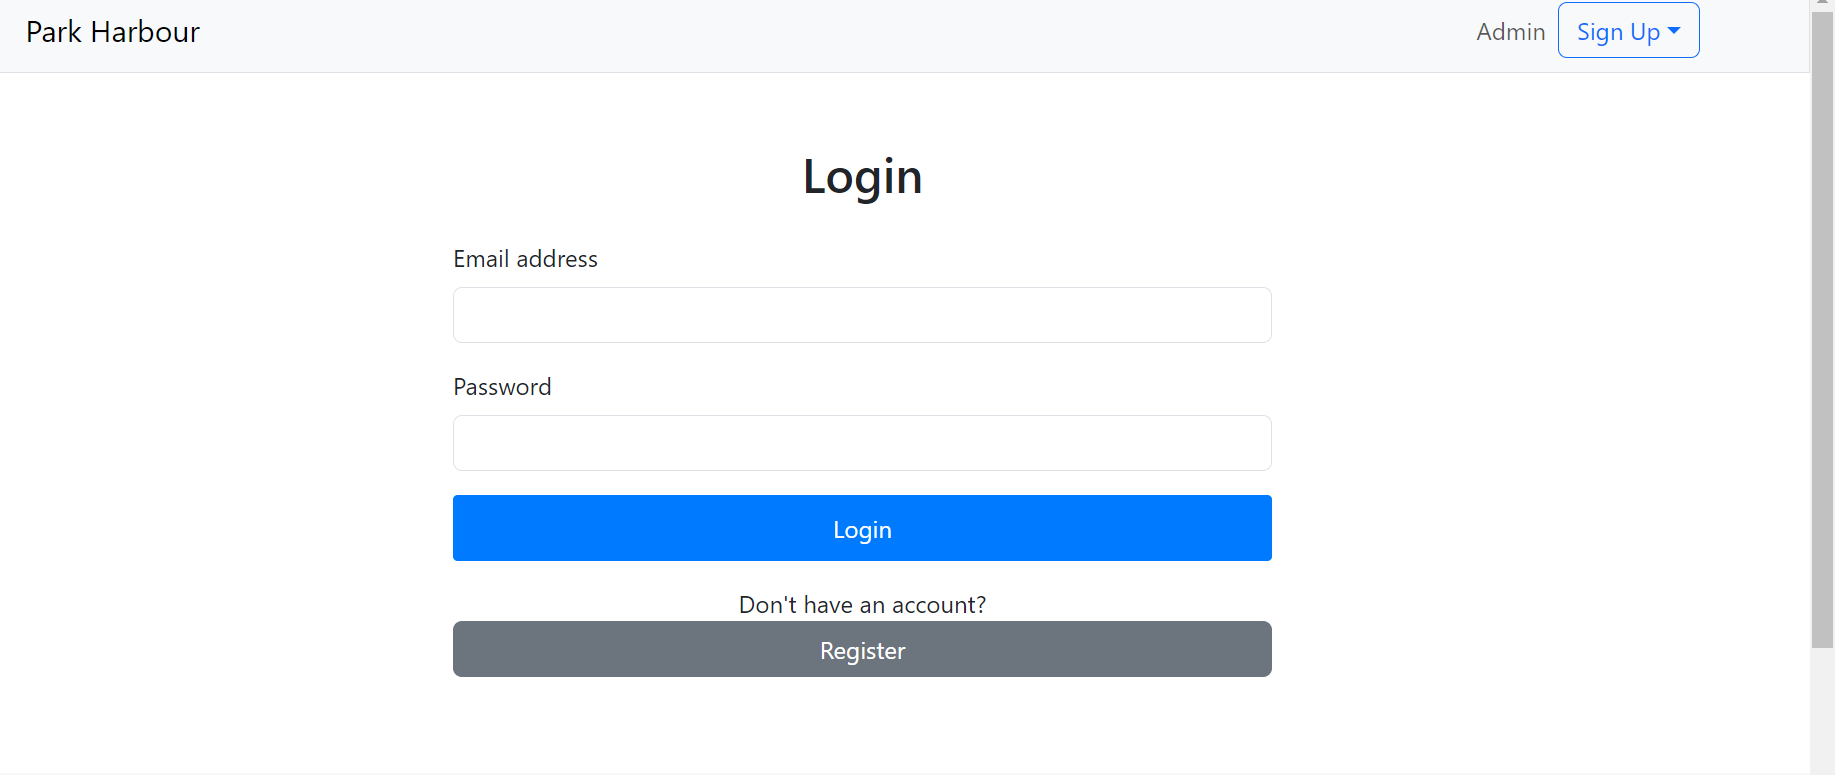 Park Harbour
Admin
Sign Up
Login
Email address
Password
Login
Don't have an account?
Register